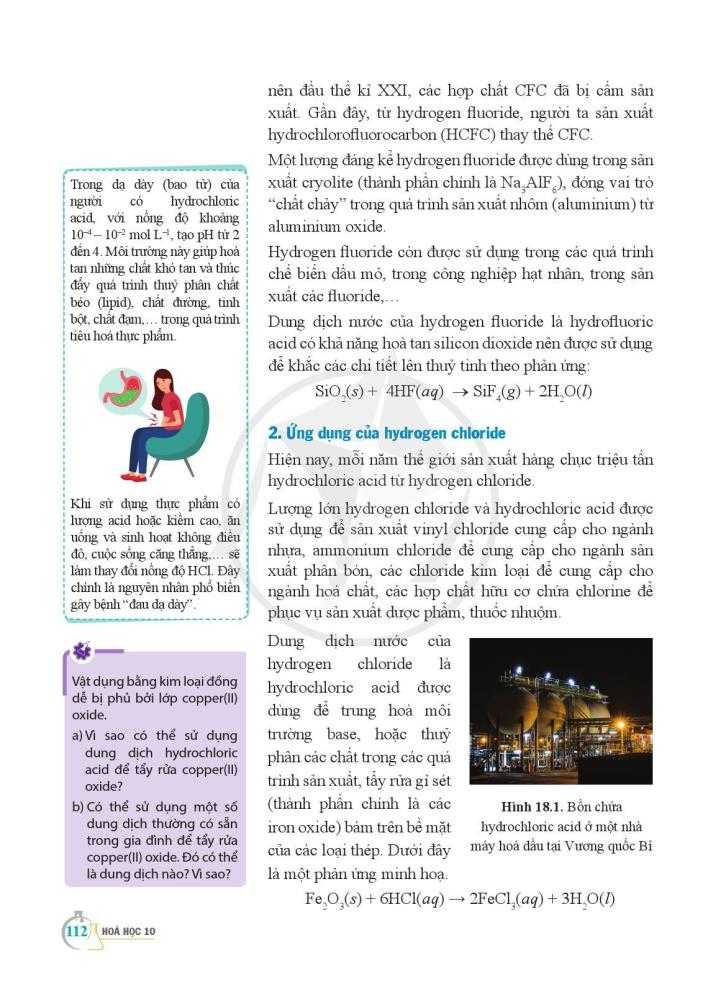 nên đầu thế kỉ XXI, các hợp chất CFC đã bị cấm sản
xuất. Gần đây, từ hydrogen fluoride, người ta sản xuất
hydrochlorofluorocarbon (HCFC) thay thế CFC.
Một lượng đáng kể hydrogen fluoride được dùng trong sản
xuất cryolite (thành phần chính là Na₃AlF₆), đóng vai trò
“chất chảy” trong quá trình sản xuất nhôm (aluminium) từ
aluminium oxide.
Hydrogen fluoride còn được sử dụng trong các quá trình
chế biến dầu mỏ, trong công nghiệp hạt nhân, trong sản
xuất các fluoride,…
Dung dịch nước của hydrogen fluoride là hydrofluoric
acid có khả năng hoà tan silicon dioxide nên được sử dụng
để khắc các chi tiết lên thuỷ tinh theo phản ứng:
SiO₂(s) + 4HF(aq) → SiF₄(g) + 2H₂O(l)
2. Ứng dụng của hydrogen chloride
Hiện nay, mỗi năm thế giới sản xuất hàng chục triệu tấn
hydrochloric acid từ hydrogen chloride.
Lượng lớn hydrogen chloride và hydrochloric acid được
sử dụng để sản xuất vinyl chloride cung cấp cho ngành
nhựa, ammonium chloride để cung cấp cho ngành sản
xuất phân bón, các chloride kim loại để cung cấp cho
ngành hoá chất, các hợp chất hữu cơ chứa chlorine để
phục vụ sản xuất dược phẩm, thuốc nhuộm.
Dung dịch nước của
hydrogen chloride là
hydrochloric acid được
dùng để trung hoà môi
trường base, hoặc thuỷ
phân các chất trong các quá
trình sản xuất, tẩy rửa gỉ sét
(thành phần chính là các
iron oxide) bám trên bề mặt
của các loại thép. Dưới đây
là một phản ứng minh hoạ.
Hình 18.1. Bồn chứa
hydrochloric acid ở một nhà
máy hoá dầu tại Vương quốc Bỉ
Fe₂O₃(s) + 6HCl(aq) → 2FeCl₃(aq) + 3H₂O(l)
Trong dạ dày (bao tử) của
người có hydrochloric
acid, với nồng độ khoảng
10⁻⁴ – 10⁻² mol L⁻¹, tạo pH từ 2
đến 4. Môi trường này giúp hoà
tan những chất khó tan và thúc
đẩy quá trình thuỷ phân chất
béo (lipid), chất đường, tinh
bột, chất đạm,… trong quá trình
tiêu hoá thực phẩm.
Khi sử dụng thực phẩm có
lượng acid hoặc kiềm cao, ăn
uống và sinh hoạt không điều
độ, cuộc sống căng thẳng,… sẽ
làm thay đổi nồng độ HCl. Đây
chính là nguyên nhân phổ biến
gây bệnh “đau dạ dày”.
Vật dụng bằng kim loại đồng
dễ bị phủ bởi lớp copper(II)
oxide.
a) Vì sao có thể sử dụng
dung dịch hydrochloric
acid để tẩy rửa copper(II)
oxide?
b) Có thể sử dụng một số
dung dịch thường có sẵn
trong gia đình để tẩy rửa
copper(II) oxide. Đó có thể
là dung dịch nào? Vì sao?
112 HOÁ HỌC 10